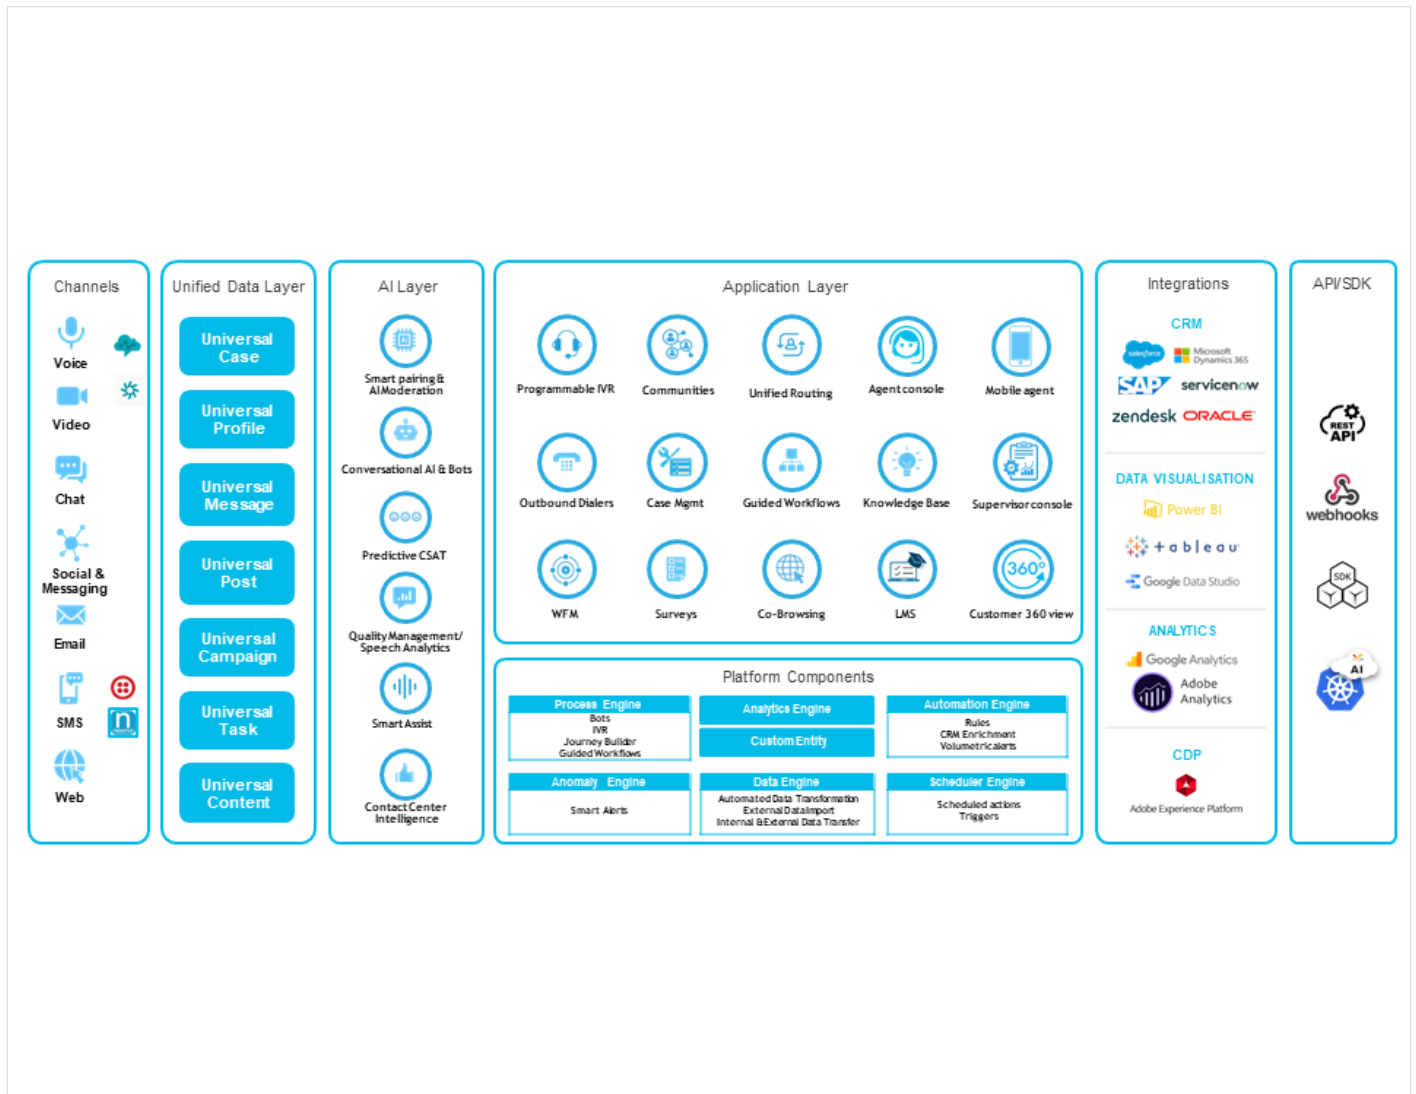 Channels
Voice
Video
Chat
Social &
Messaging
Email
SMS
n
Web
Unified Data Layer
Universal
Case
Universal
Profile
Universal
Message
Universal
Post
Universal
Campaign
Universal
Task
Universal
Content
AI Layer
AI
Smart pairing &
AI Moderation
Conversational AI & Bots
Predictive CSAT
Quality Management/
Speech Analytics
Smart Assist
Contact Center
Intelligence
Application Layer
Programmable IVR
Communities
Unified Routing
Agent console
Mobile agent
Outbound Dialers
Case Mgmt
Guided Workflows
Knowledge Base
Supervisor console
360°
WFM
Surveys
Co-Browsing
LMS
Customer 360 view
Platform Components
Process Engine
Bots
IVR
Journey Builder
Guided Workflows
Analytics Engine
Custom Entity
Automation Engine
Rules
CRM Enrichment
Volumetric alerts
Anomaly Engine
Smart Alerts
Data Engine
Automated Data Transformation
External Data Import
Internal & External Data Transfer
Scheduler Engine
Scheduled actions
Triggers
Integrations
CRM
salesforce
Microsoft
Dynamics 365
SAP
servicenow
zendesk
ORACLE
DATA VISUALISATION
Power BI
+ableau
Google Data Studio
ANALYTICS
Google Analytics
Adobe
Analytics
CDP
Adobe Experience Platform
API/SDK
REST
API
webhooks
SDK
AI